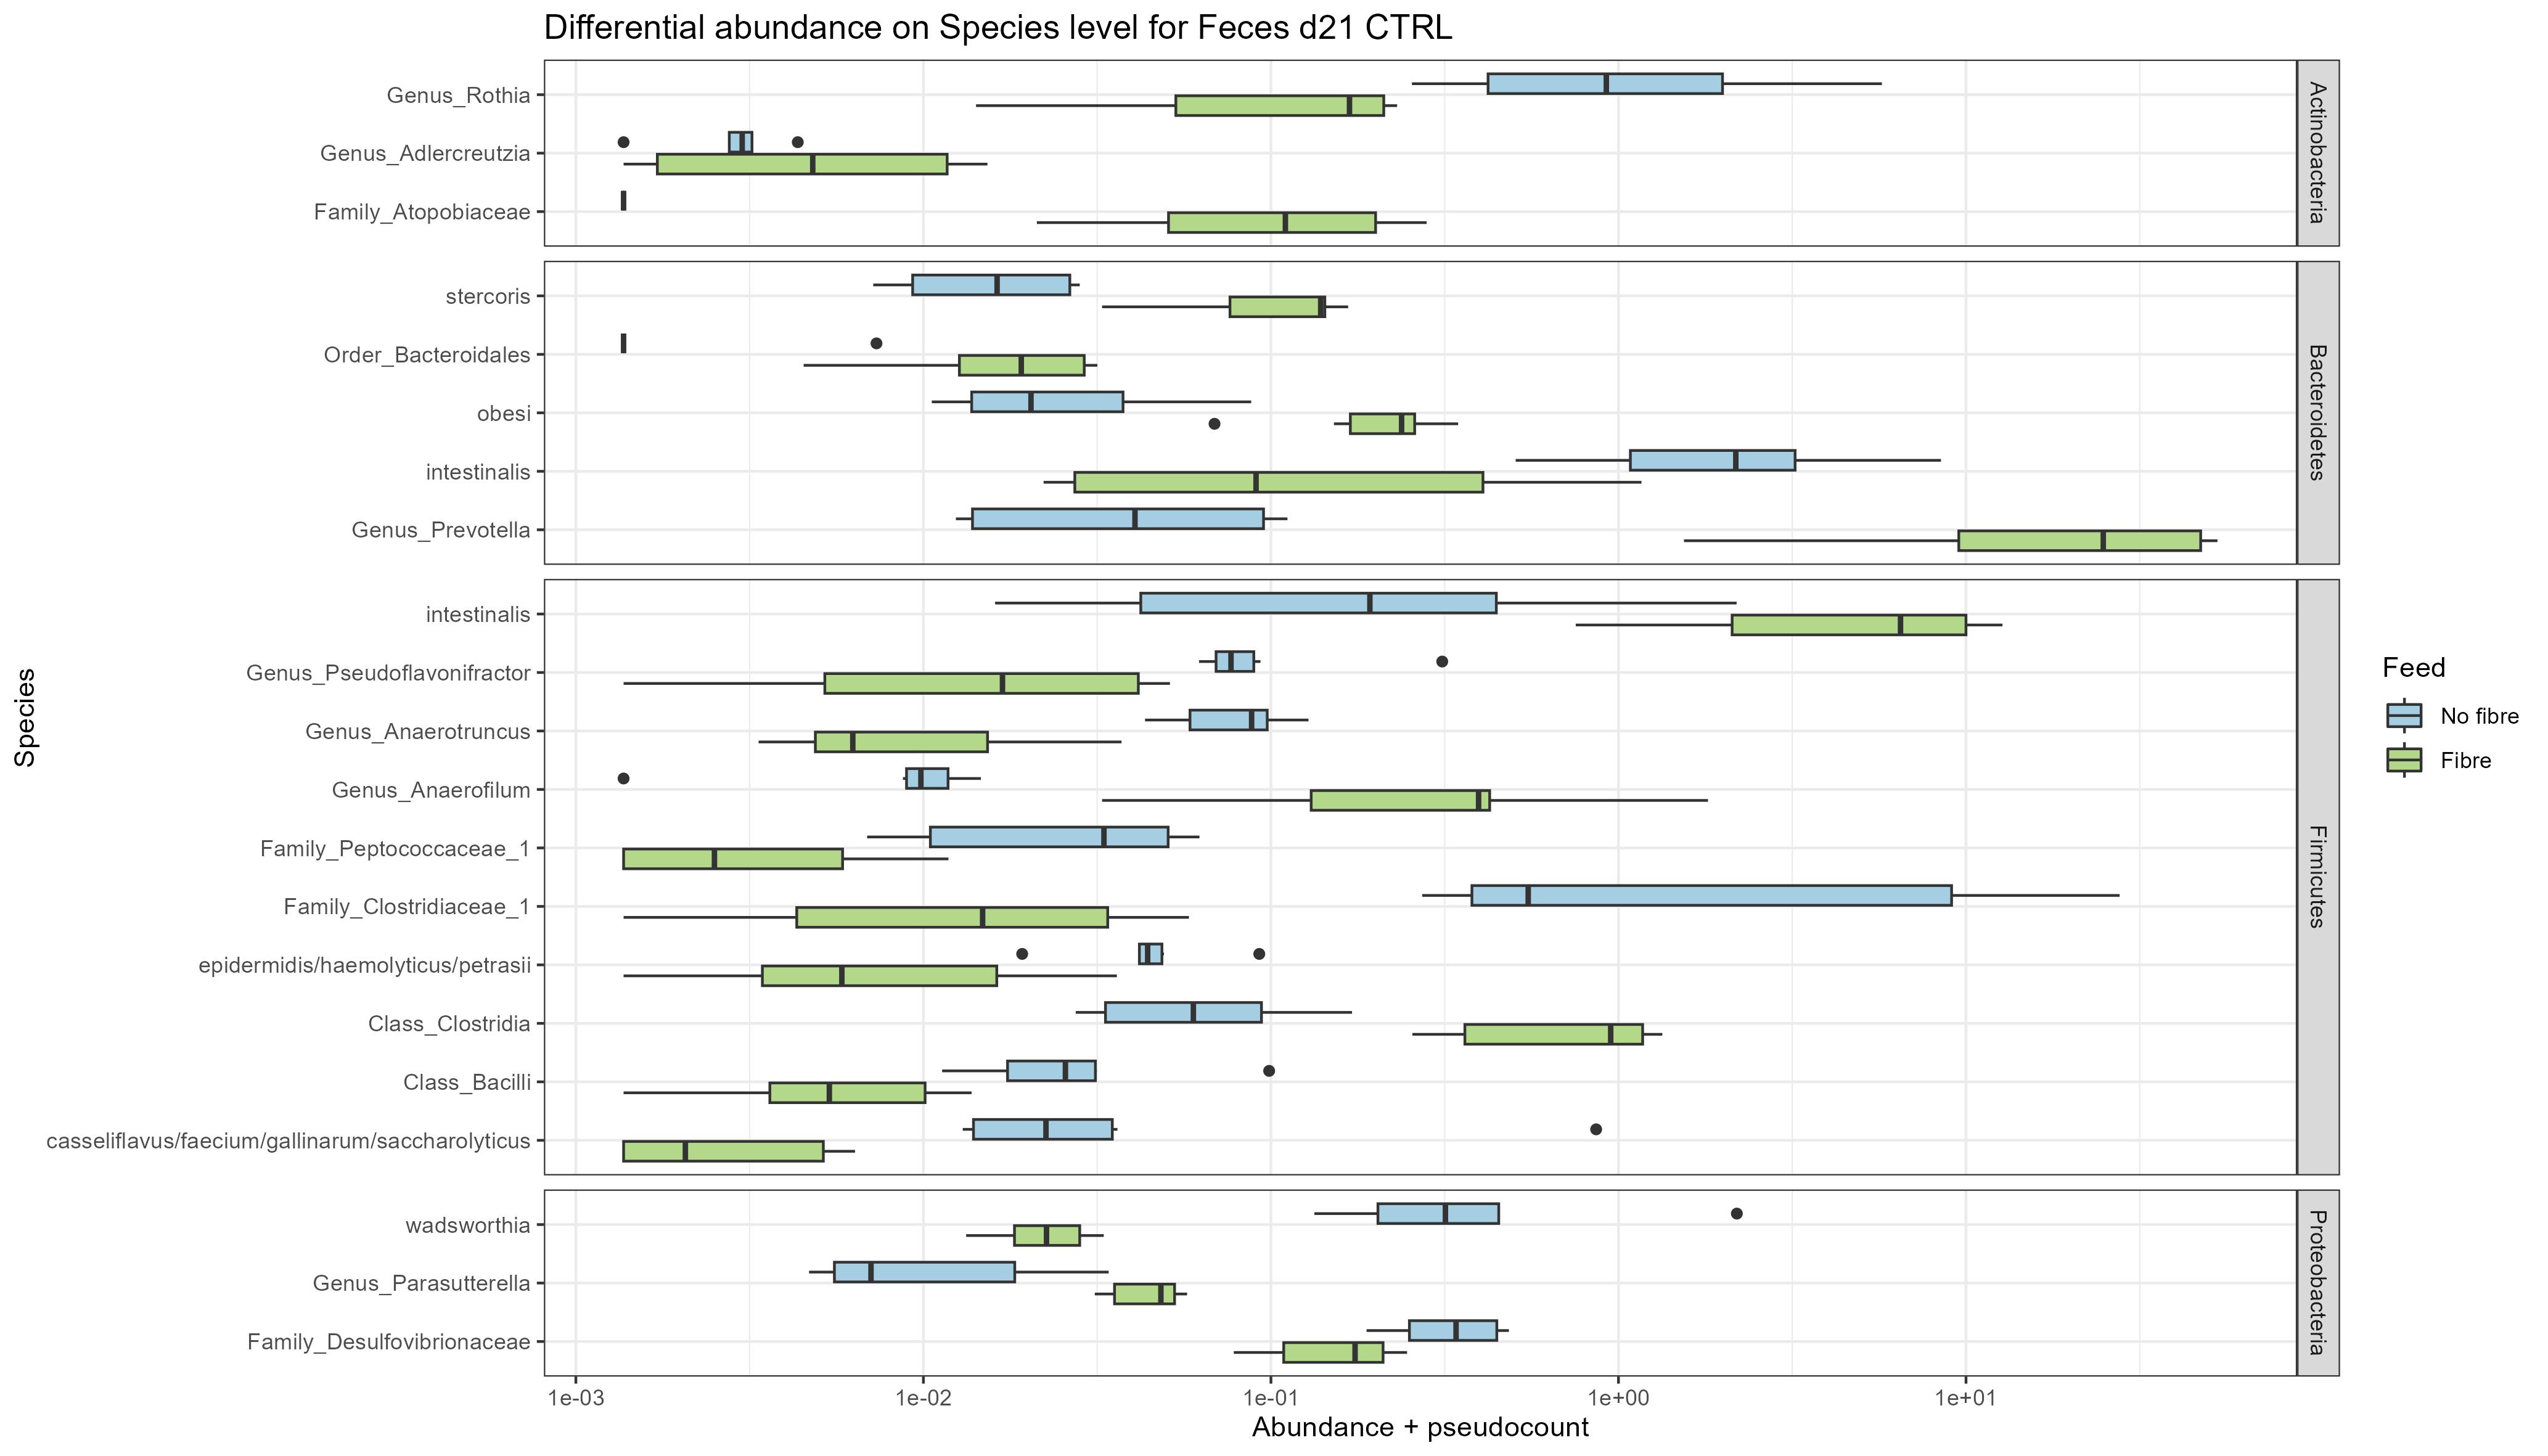 Differential abundance on Species level for Feces d21 CTRL
Species
Genus_Rothia
Genus_Adlercreutzia
Family_Atopobiaceae
Actinobacteria
stercoris
Order_Bacteroidales
obesi
intestinalis
Genus_Prevotella
Bacteroidetes
intestinalis
Genus_Pseudoflavonifractor
Genus_Anaerotruncus
Genus_Anaerofilum
Family_Peptococcaceae_1
Family_Clostridiaceae_1
epidermidis/haemolyticus/petrasii
Class_Clostridia
Class_Bacilli
casseliflavus/faecium/gallinarum/saccharolyticus
Firmicutes
wadsworthia
Genus_Parasutterella
Family_Desulfovibrionaceae
Proteobacteria
1e-03 1e-02 1e-01 1e+00 1e+01
Abundance + pseudocount
Feed
No fibre
Fibre